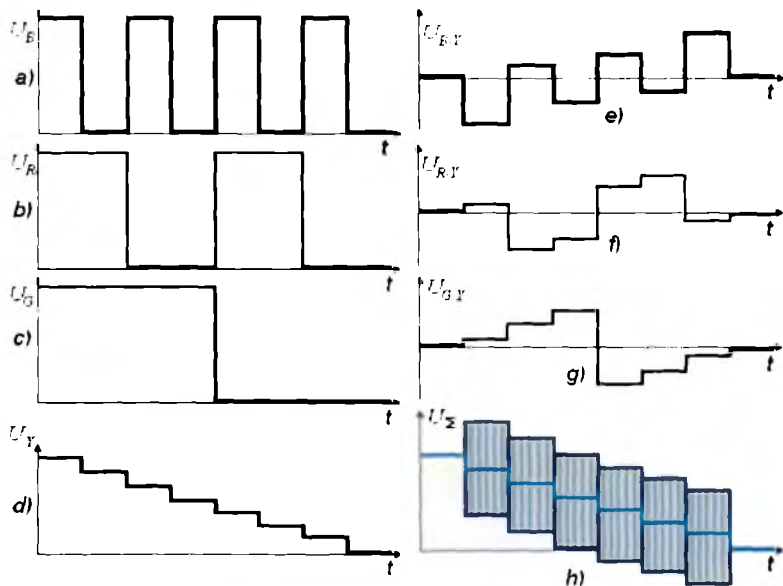 U_B
a)
t
U_R
b)
t
U_G
c)
t
U_Y
d)
t
U_B-Y
e)
t
U_R-Y
f)
t
U_G-Y
g)
t
U_Σ
h)
t